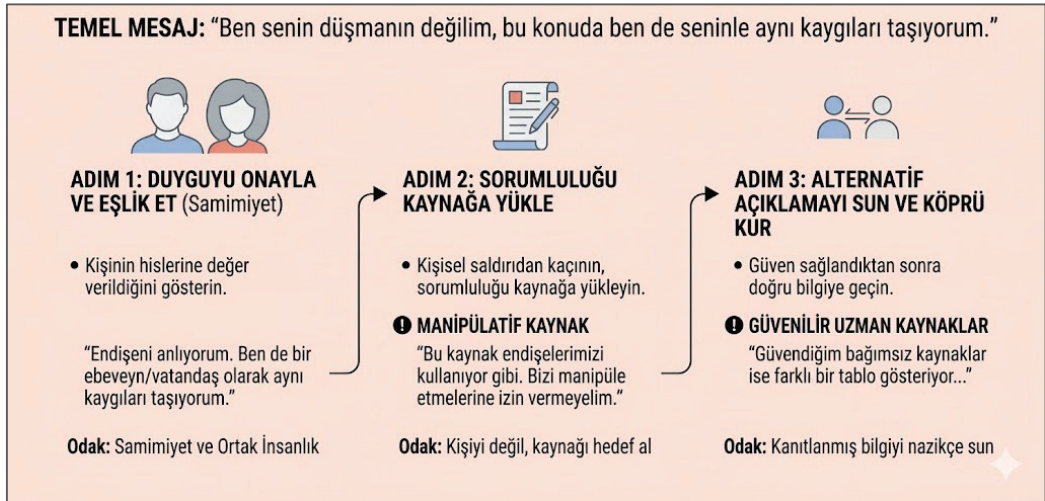 TEMEL MESAJ: “Ben senin düşmanın değilim, bu konuda ben de seninle aynı kaygıları taşıyorum.”
ADIM 1: DUYGUYU ONAYLA
VE EŞLİK ET (Samimiyet)
• Kişinin hislerine değer
verildiğini gösterin.
“Endişeni anlıyorum. Ben de bir
ebeveyn/vatandaş olarak aynı
kaygıları taşıyorum.”
Odak: Samimiyet ve Ortak İnsanlık
ADIM 2: SORUMLULUĞU
KAYNAĞA YÜKLE
• Kişisel saldırıdan kaçının,
sorumluluğu kaynağa yükleyin.
! MANİPÜLATİF KAYNAK
“Bu kaynak endişelerimizi
kullanıyor gibi. Bizi manipüle
etmelerine izin vermeyelim.”
Odak: Kişiyi değil, kaynağı hedef al
ADIM 3: ALTERNATİF
AÇIKLAMAYI SUN VE KÖPRÜ
KUR
• Güven sağlandıktan sonra
doğru bilgiye geçin.
! GÜVENİLİR UZMAN KAYNAKLAR
“Güvendiğim bağımsız kaynaklar
ise farklı bir tablo gösteriyor...”
Odak: Kanıtlanmış bilgiyi nazikçe sun